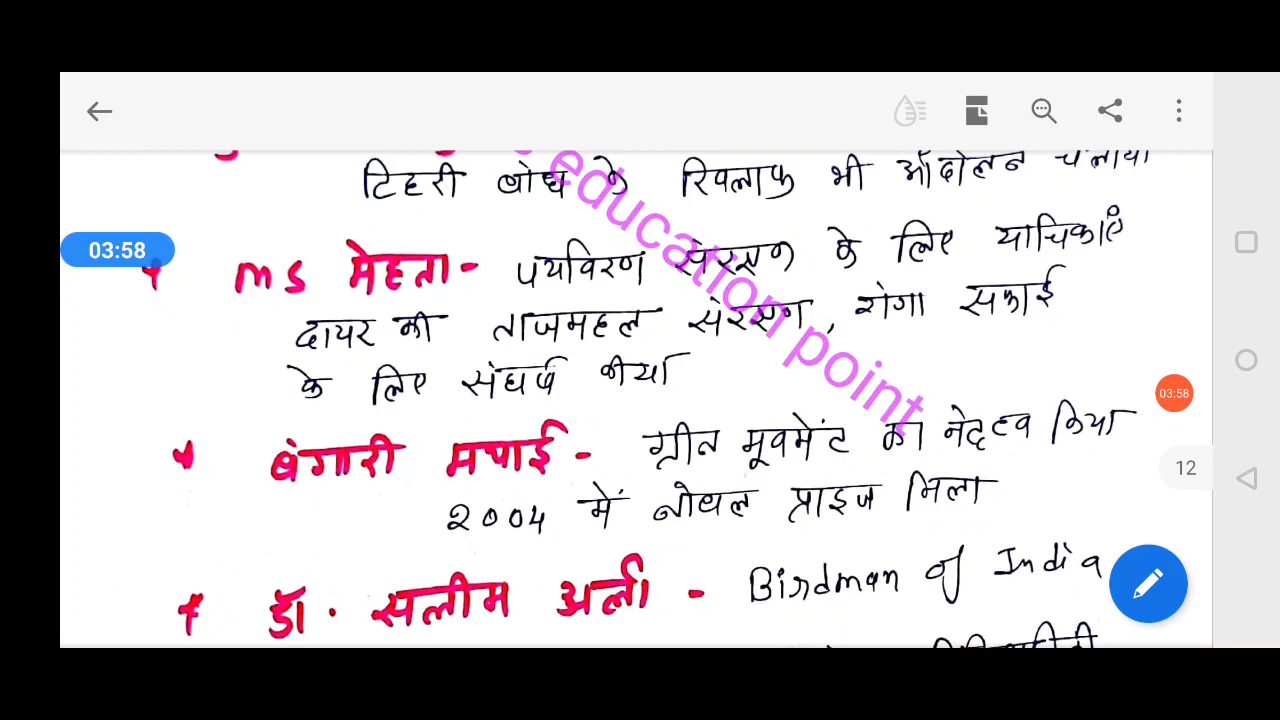 टिहरी बांध के खिलाफ भी आंदोलन चलाया
03:58
* ms मेहता - पर्यावरण संरक्षण के लिए याचिकाएँ
दायर की ताजमहल संरक्षण, गंगा सफाई
के लिए संघर्ष कीया
03:58
* वंगारी मथाई - ग्रीन मूवमेंट का नेतृत्व किया
12
2004 में नोबल प्राइज मिला
* डॉ. सलीम अली - Birdman of India
education point